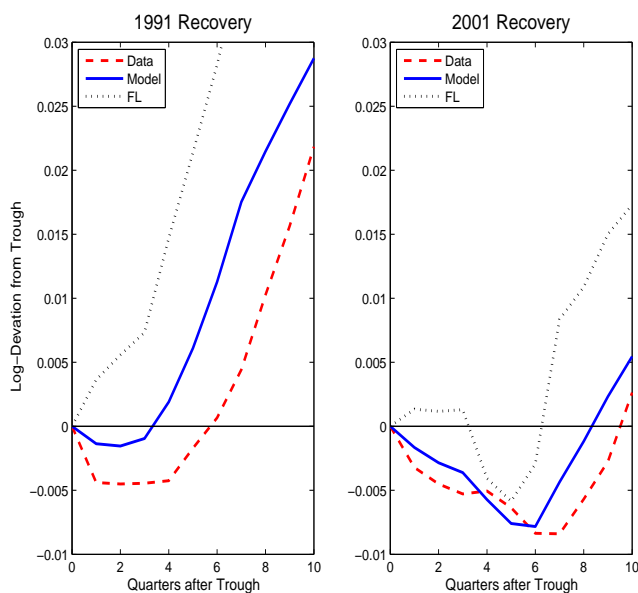 1991 Recovery
0.03
0.025
0.02
0.015
0.01
0.005
0
−0.005
−0.01
Log−Devation from Trough
Data
Model
FL
0 2 4 6 8 10
Quarters after Trough
2001 Recovery
0.03
0.025
0.02
0.015
0.01
0.005
0
−0.005
−0.01
Data
Model
FL
0 2 4 6 8 10
Quarters after Trough